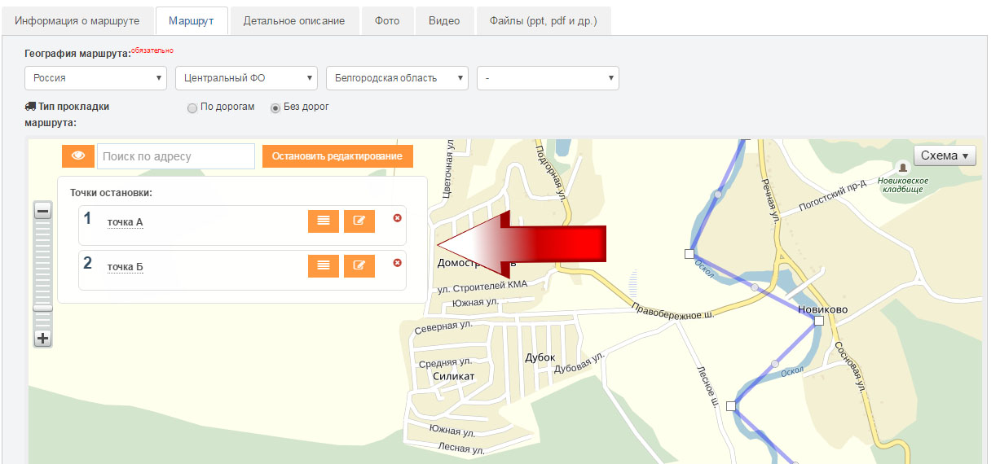 Информация о маршруте Маршрут Детальное описание Фото Видео Файлы (ppt, pdf и др.)
География маршрута:обязательно
Россия Центральный ФО Белгородская область -
Тип прокладки маршрута:
По дорогам Без дорог
Поиск по адресу Остановить редактирование
Схема
Точки остановки:
1 точка А
2 точка Б
Цветочная ул
Подгорная ул.
Речная ул.
Погостский пр-д
Новиковское
кладбище
Оскол
ул. Строителей КМА
Южная ул.
Новиково
Правобережное ш.
Северная ул.
Средняя ул.
Силикат
Дубок
Дубовая ул.
Лесное ш.
Оскол
Сосновая ул.
Южная ул.
Лесная ул.